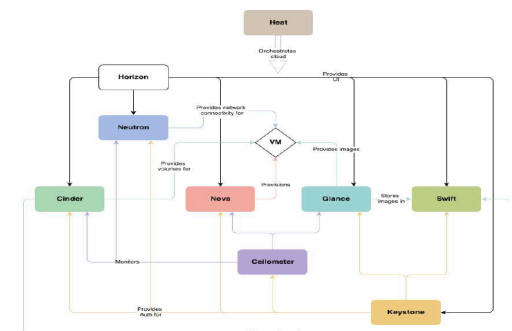 Heat
Orchestrates
cloud
Horizon
Provides
UI
Neutron
Provides network
connectivity for
VM
Provides images
Provides
volumes for
Provisions
Cinder
Nova
Glance
Stores
images in
Swift
Monitors
Ceilometer
Provides
Auth for
Keystone